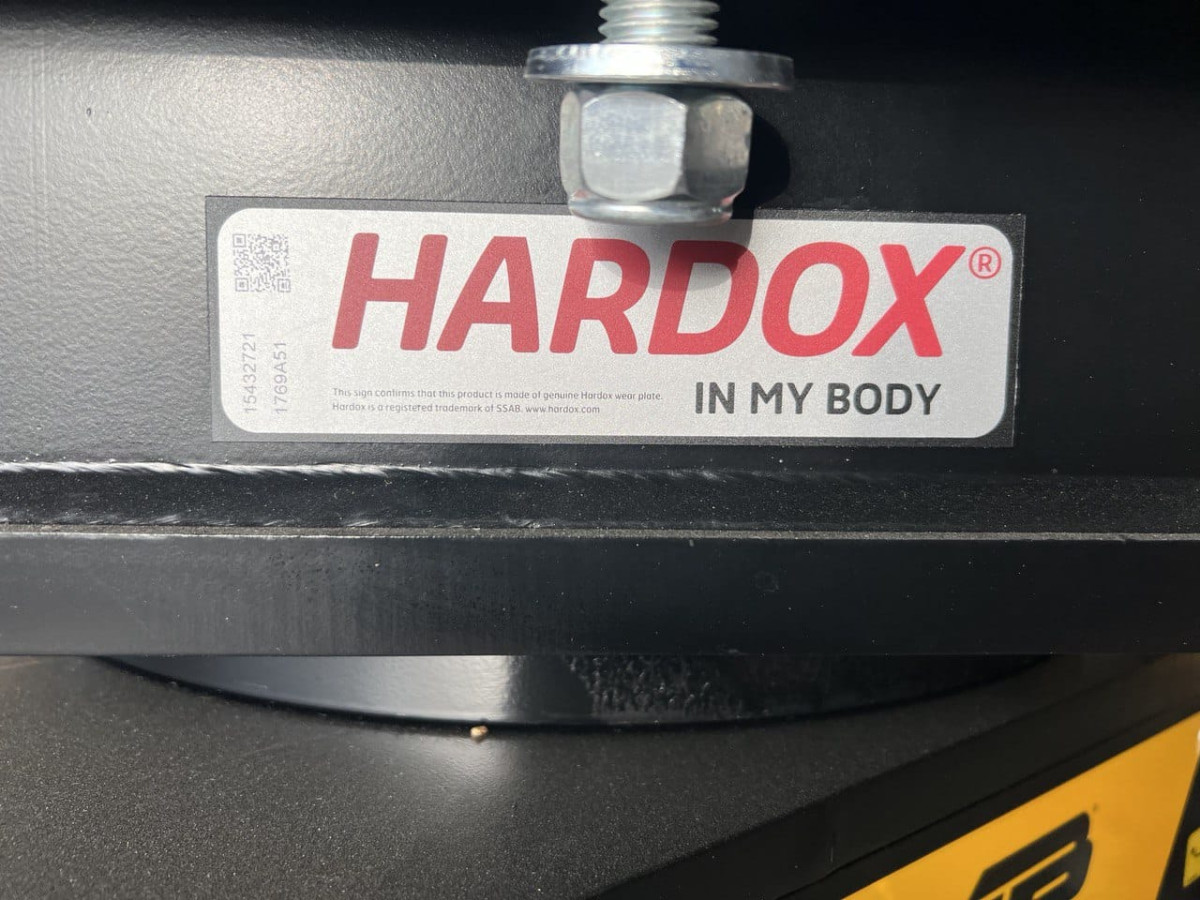 HARDOX®
15432721
1769A51
This sign confirms that this product is made of genuine Hardox wear plate.
Hardox is a registered trademark of SSAB. www.hardox.com
IN MY BODY